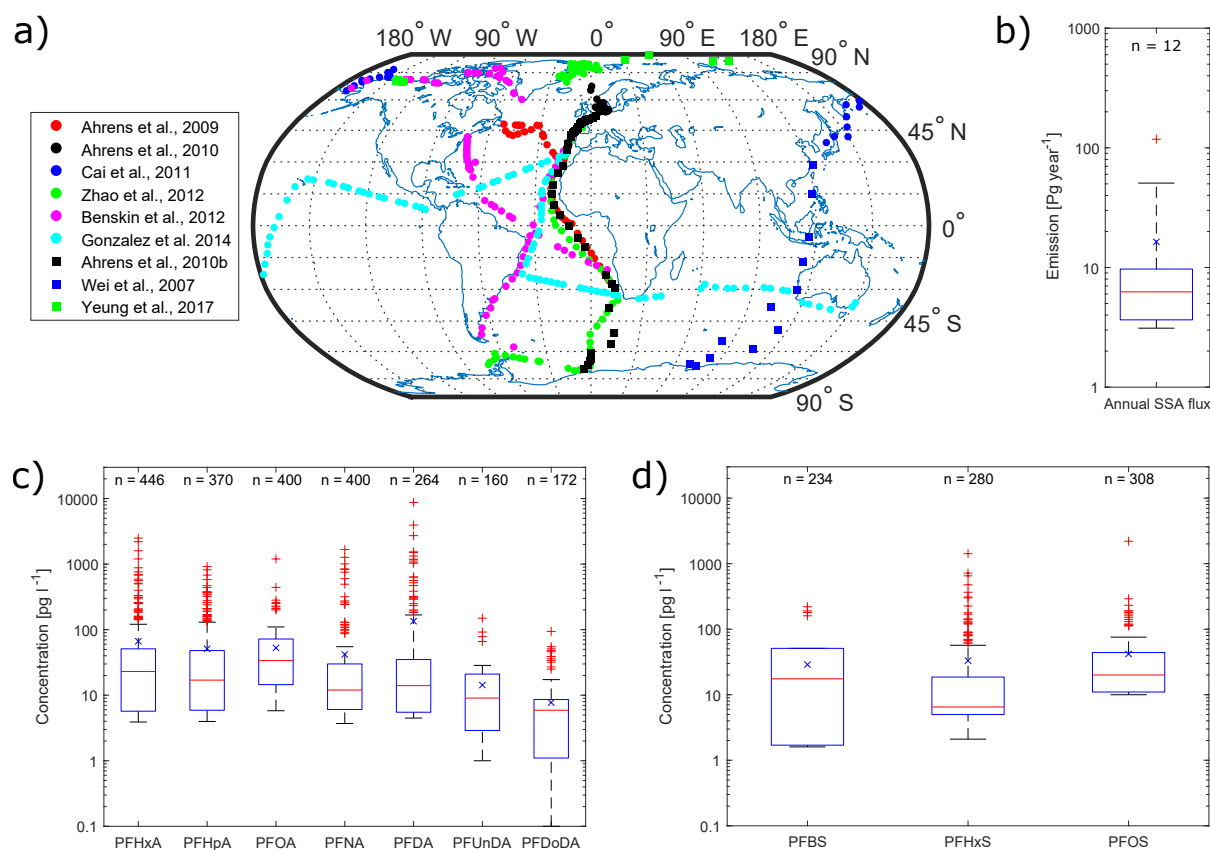 a)
180° W 90° W 0° 90° E 180° E
90° N
45° N
0°
45° S
90° S
Ahrens et al., 2009
Ahrens et al., 2010
Cai et al., 2011
Zhao et al., 2012
Benskin et al., 2012
Gonzalez et al. 2014
Ahrens et al., 2010b
Wei et al., 2007
Yeung et al., 2017
b)
n = 12
Emission [Pg year⁻¹]
1000
100
10
1
Annual SSA flux
c)
n = 446 n = 370 n = 400 n = 400 n = 264 n = 160 n = 172
Concentration [pg l⁻¹]
10000
1000
100
10
1
0.1
PFHxA PFHpA PFOA PFNA PFDA PFUnDA PFDoDA
d)
n = 234 n = 280 n = 308
Concentration [pg l⁻¹]
10000
1000
100
10
1
0.1
PFBS PFHxS PFOS